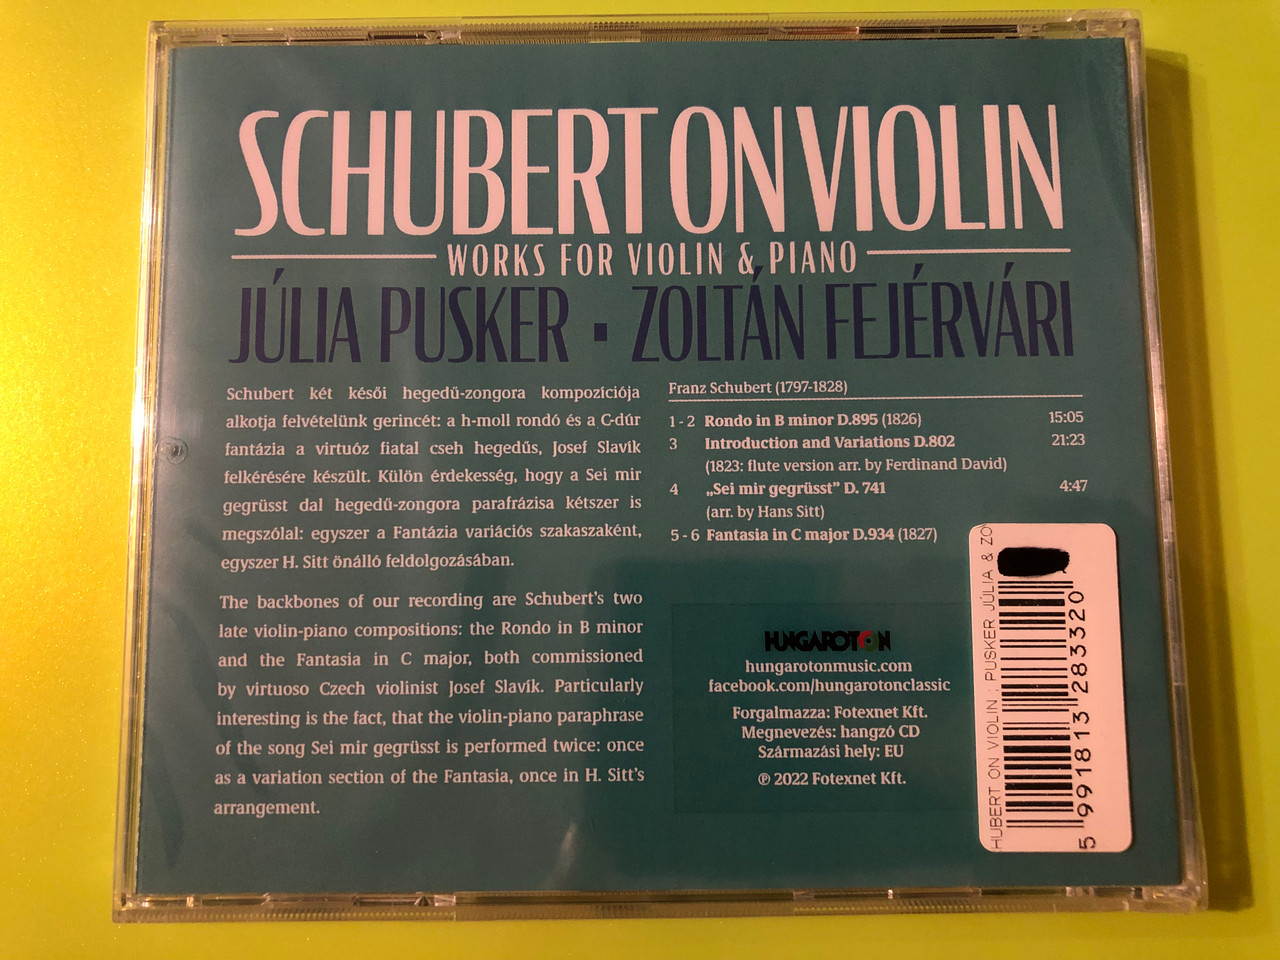 SCHUBERT ON VIOLIN
WORKS FOR VIOLIN & PIANO
JÚLIA PUSKER ▪ ZOLTÁN FEJÉRVÁRI
Schubert két késői hegedű-zongora kompozíciója
alkotja felvételünk gerincét: a h-moll rondó és a C-dúr
fantázia a virtuóz fiatal cseh hegedűs, Josef Slavík
felkérésére készült. Külön érdekesség, hogy a Sei mir
gegrüsst dal hegedű-zongora parafrázisa kétszer is
megszólal: egyszer a Fantázia variációs szakaszaként,
egyszer H. Sitt önálló feldolgozásában.
The backbones of our recording are Schubert's two
late violin-piano compositions: the Rondo in B minor
and the Fantasia in C major, both commissioned
by virtuoso Czech violinist Josef Slavík. Particularly
interesting is the fact, that the violin-piano paraphrase
of the song Sei mir gegrüsst is performed twice: once
as a variation section of the Fantasia, once in H. Sitt's
arrangement.
Franz Schubert (1797-1828)
1 - 2 Rondo in B minor D.895 (1826) 15:05
3 Introduction and Variations D.802 21:23
(1823: flute version arr. by Ferdinand David)
4 „Sei mir gegrüsst” D. 741 4:47
(arr. by Hans Sitt)
5 - 6 Fantasia in C major D.934 (1827)
HUNGAROTON
hungarotonmusic.com
facebook.com/hungarotonclassic
Forgalmazza: Fotexnet Kft.
Megnevezés: hangzó CD
Származási hely: EU
℗ 2022 Fotexnet Kft.
HUBERT ON VIOLIN : PUSKER JÚLIA & ZO
5 991813 283320